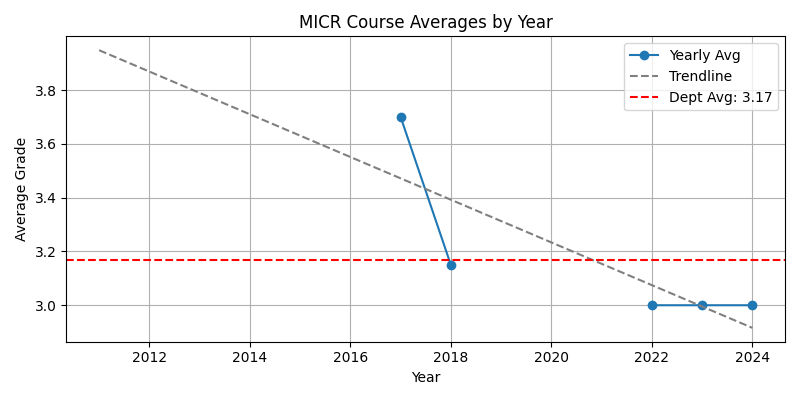 MICR Course Averages by Year
Average Grade
3.8
3.6
3.4
3.2
3.0
Yearly Avg
Trendline
Dept Avg: 3.17
2012 2014 2016 2018 2020 2022 2024
Year